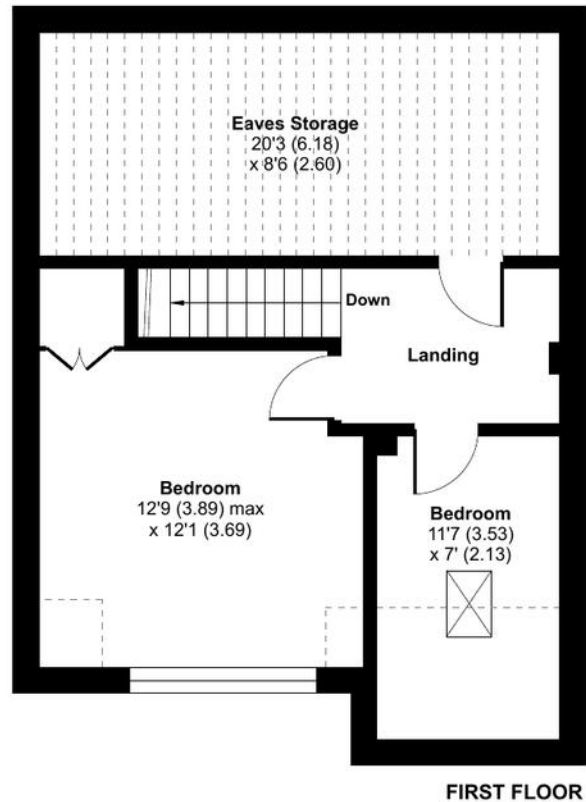 Eaves Storage
20'3 (6.18)
x 8'6 (2.60)
Down
Landing
Bedroom
12'9 (3.89) max
x 12'1 (3.69)
Bedroom
11'7 (3.53)
x 7' (2.13)
FIRST FLOOR